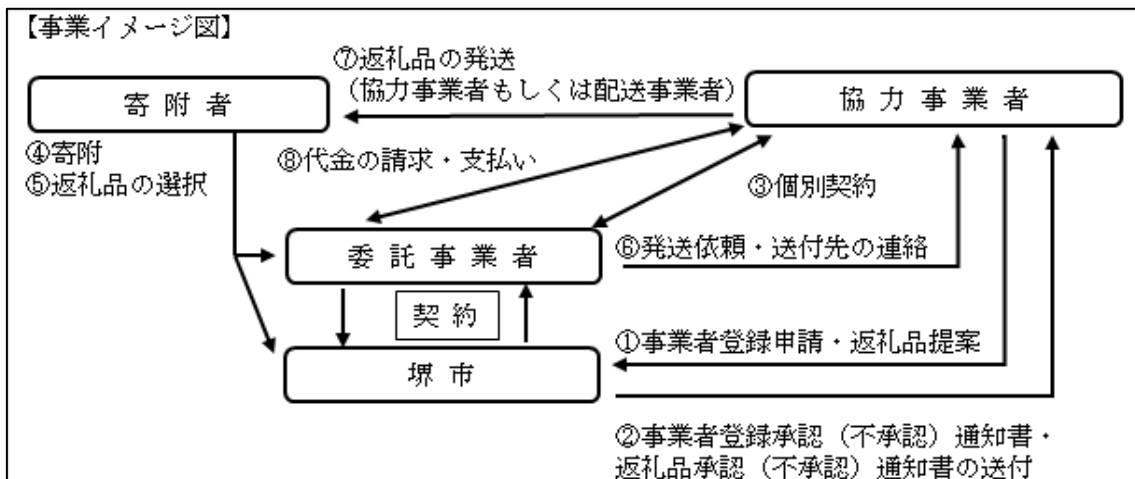 【事業イメージ図】
⑦返礼品の発送
（協力事業者もしくは配送事業者）
寄附者
協力事業者
④寄附
⑤返礼品の選択
⑧代金の請求・支払い
③個別契約
委託事業者
⑥発送依頼・送付先の連絡
契約
①事業者登録申請・返礼品提案
堺市
②事業者登録承認（不承認）通知書・
返礼品承認（不承認）通知書の送付